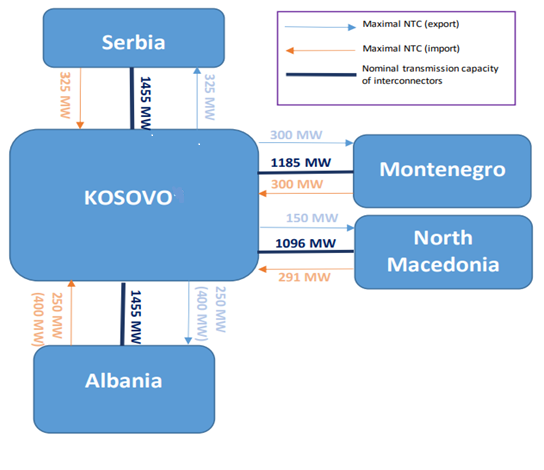 Serbia
Maximal NTC (export)
Maximal NTC (import)
Nominal transmission capacity
of interconnectors
325 MW
1455 MW
325 MW
KOSOVO
300 MW
1185 MW
300 MW
Montenegro
150 MW
1096 MW
291 MW
North
Macedonia
250 MW
(400 MW)
1455 MW
250 MW
(400 MW)
Albania